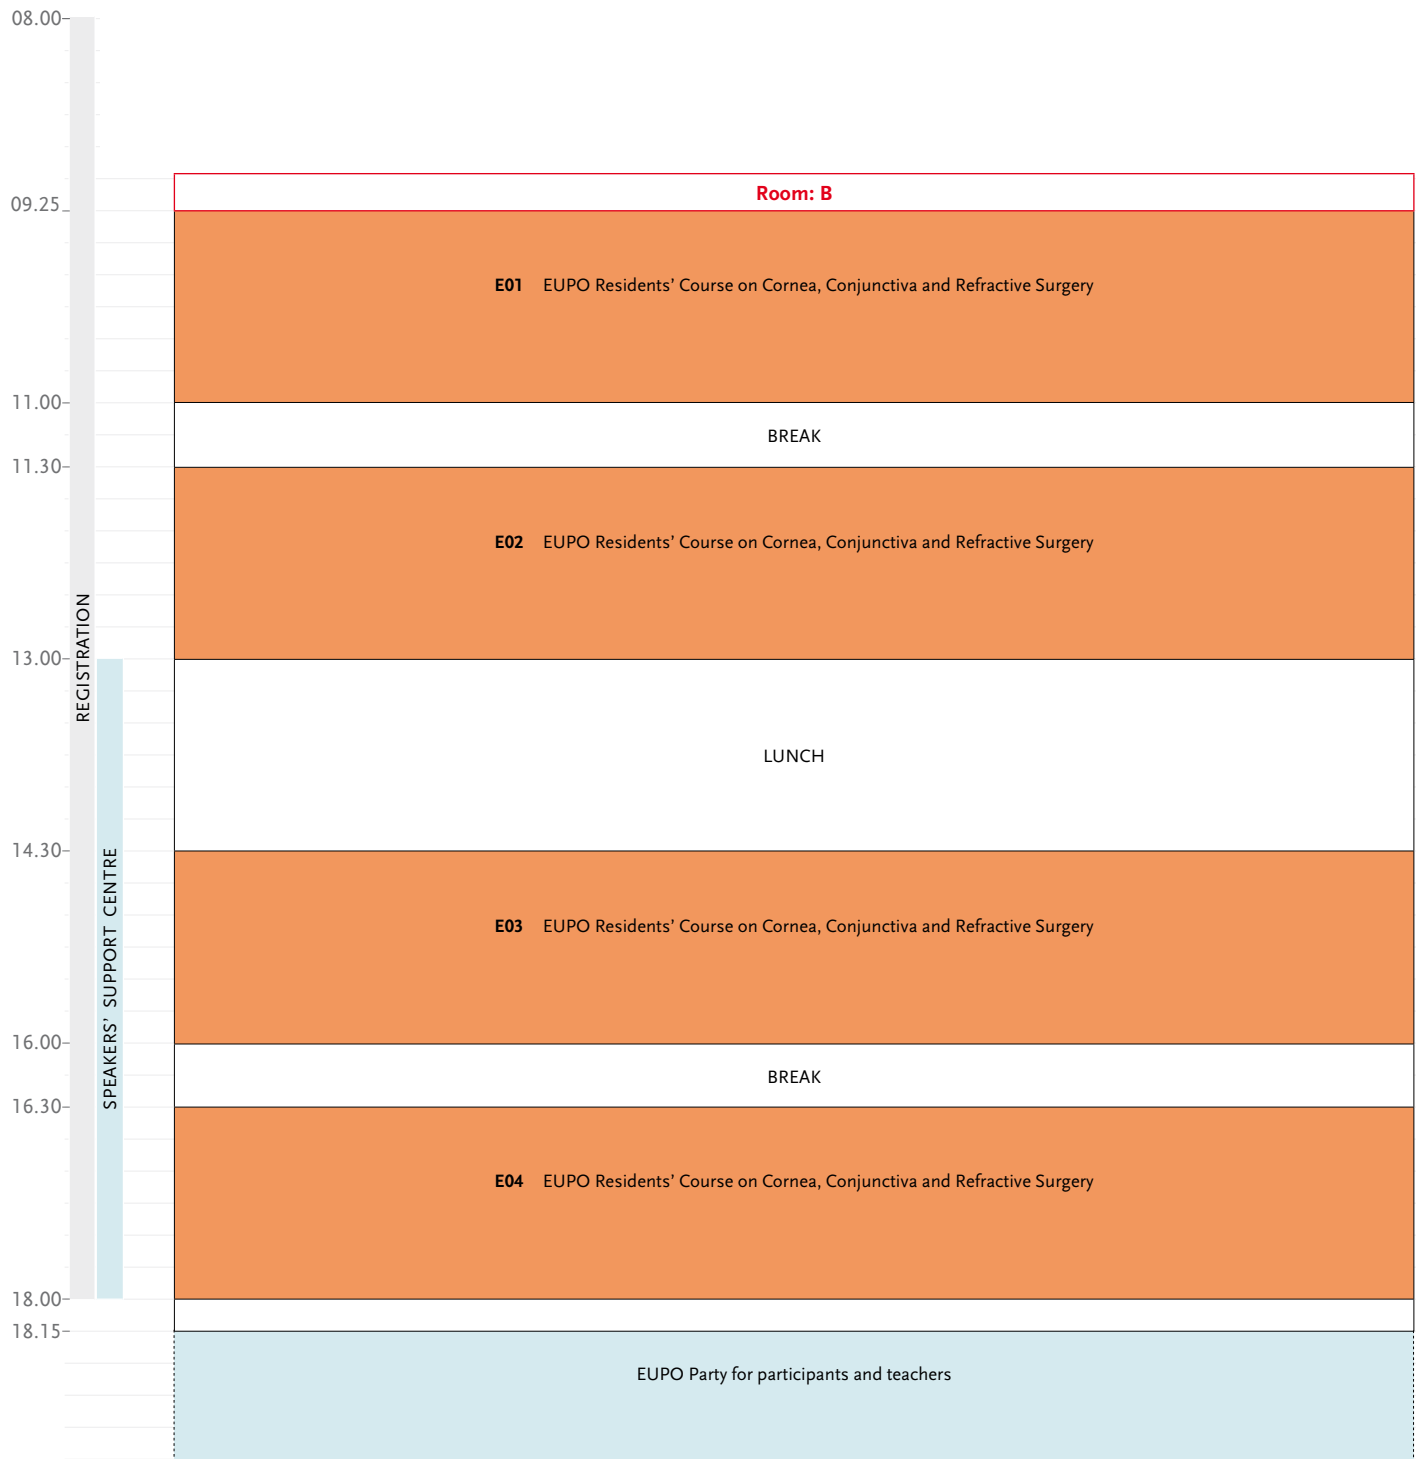 08.00
Room: B
09.25
E01 EUPO Residents’ Course on Cornea, Conjunctiva and Refractive Surgery
11.00
BREAK
11.30
E02 EUPO Residents’ Course on Cornea, Conjunctiva and Refractive Surgery
REGISTRATION
13.00
LUNCH
14.30
SPEAKERS’ SUPPORT CENTRE
E03 EUPO Residents’ Course on Cornea, Conjunctiva and Refractive Surgery
16.00
BREAK
16.30
E04 EUPO Residents’ Course on Cornea, Conjunctiva and Refractive Surgery
18.00
18.15
EUPO Party for participants and teachers